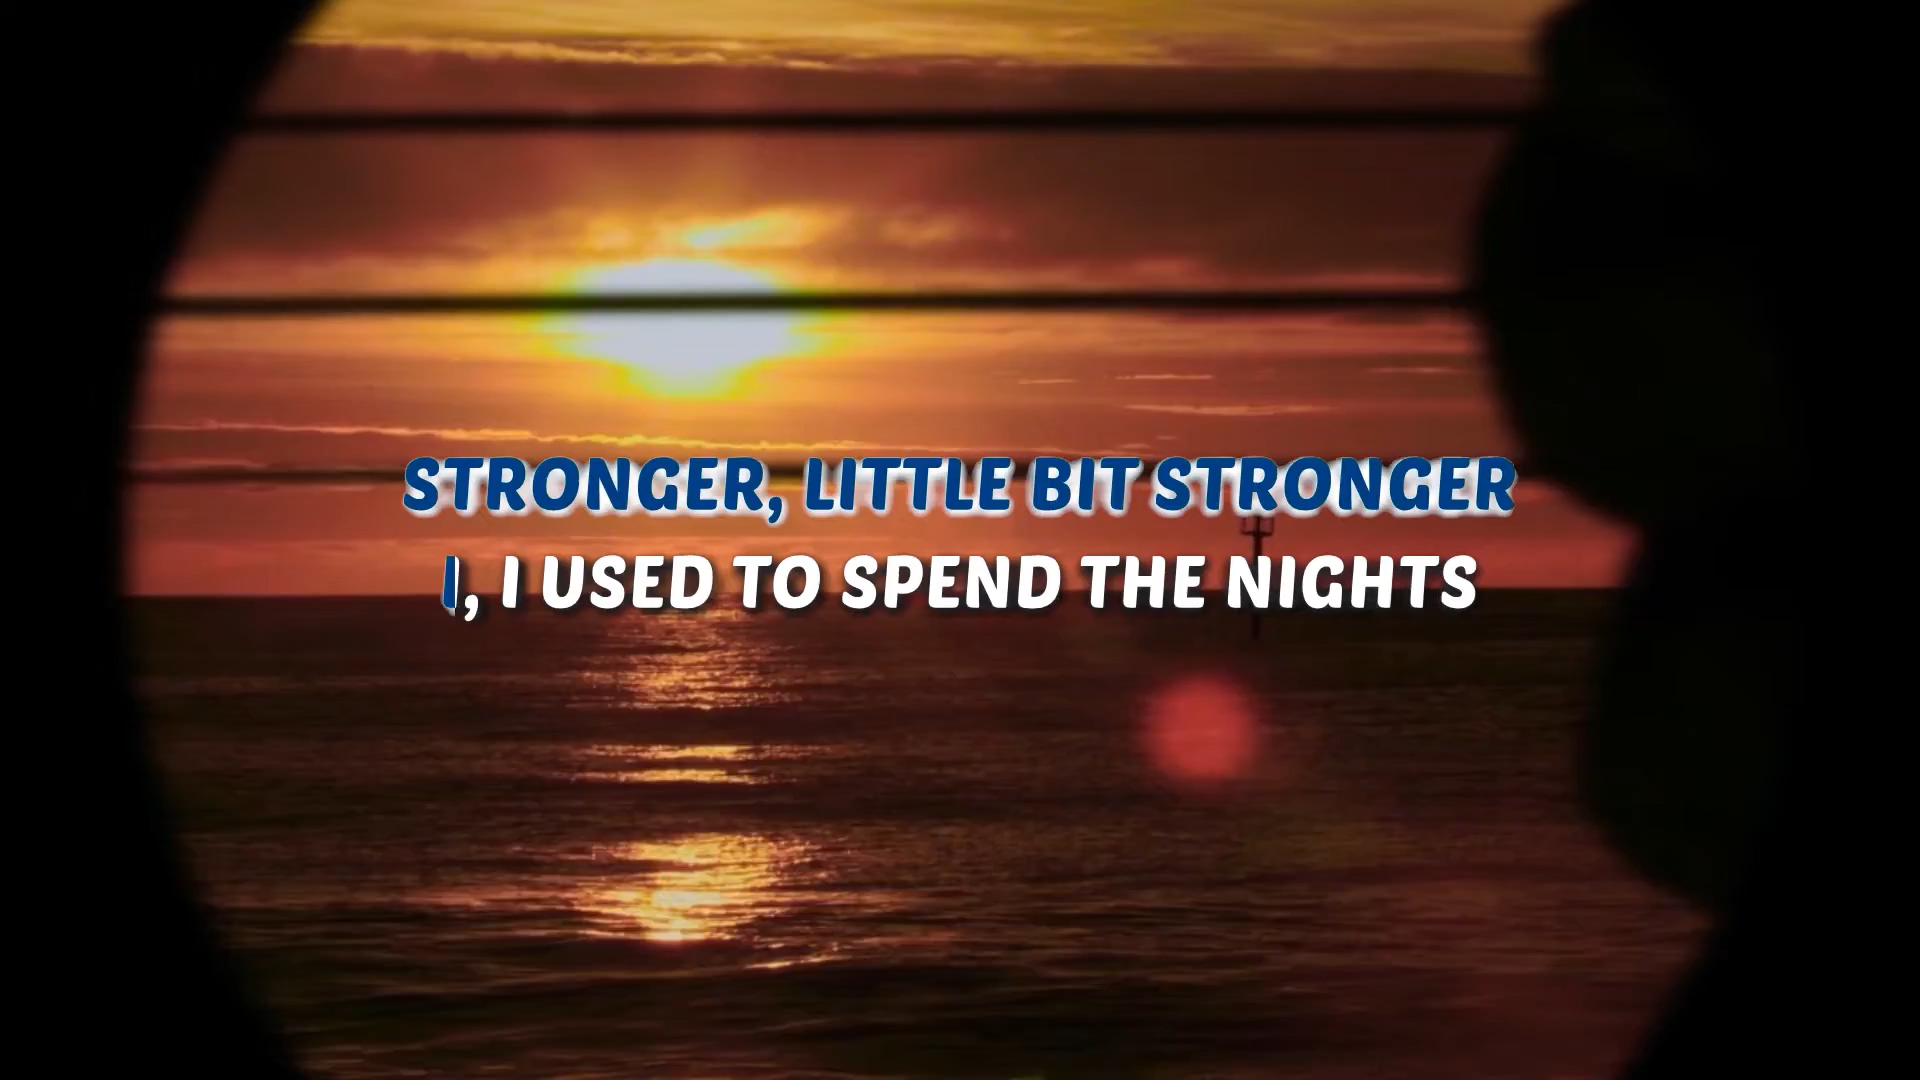 STRONGER, LITTLE BIT STRONGER
I, I USED TO SPEND THE NIGHTS